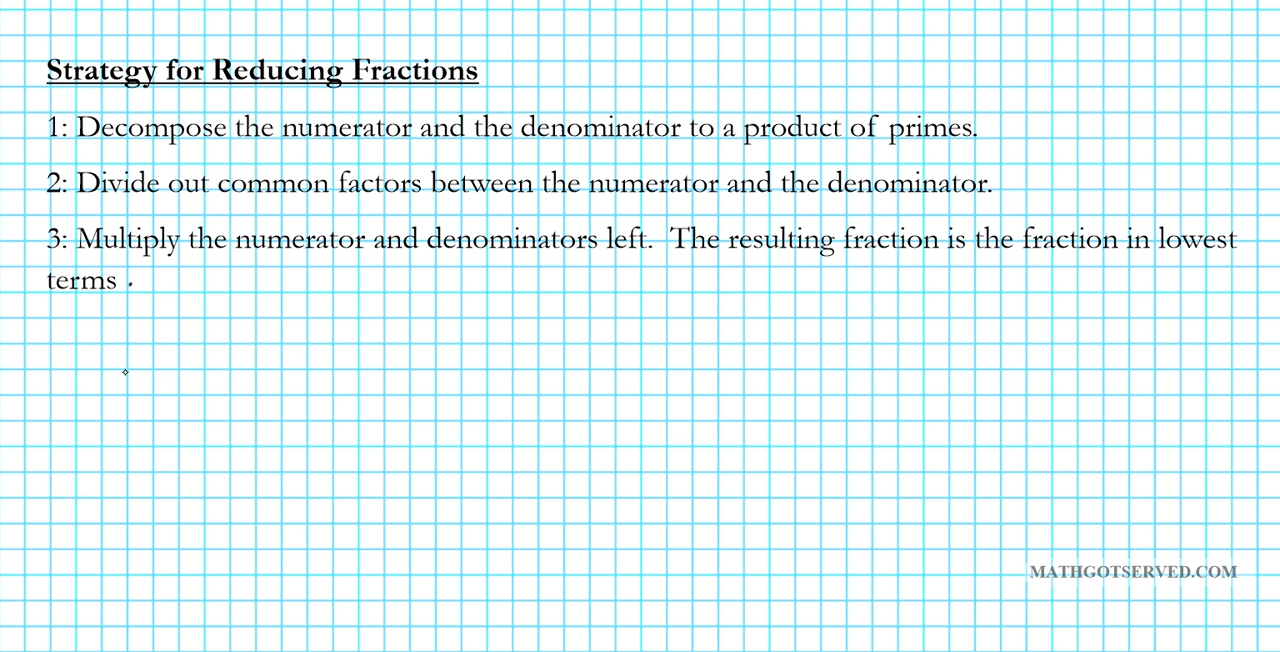 Strategy for Reducing Fractions
1: Decompose the numerator and the denominator to a product of primes.
2: Divide out common factors between the numerator and the denominator.
3: Multiply the numerator and denominators left. The resulting fraction is the fraction in lowest
terms .
MATHGOTSERVED.COM